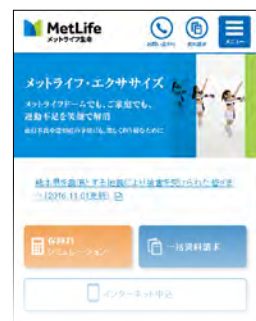 MetLife
メットライフ生命
お問い合わせ
資料請求
メニュー
メットライフ・エクササイズ
メットライフドームでも、ご家庭でも、
運動不足を笑顔で解消
熊本県を震源とする地震により被害を受けられたお客さま
へ(2016.11.01更新)
保険料
シミュレーション
一括資料請求
インターネット申込